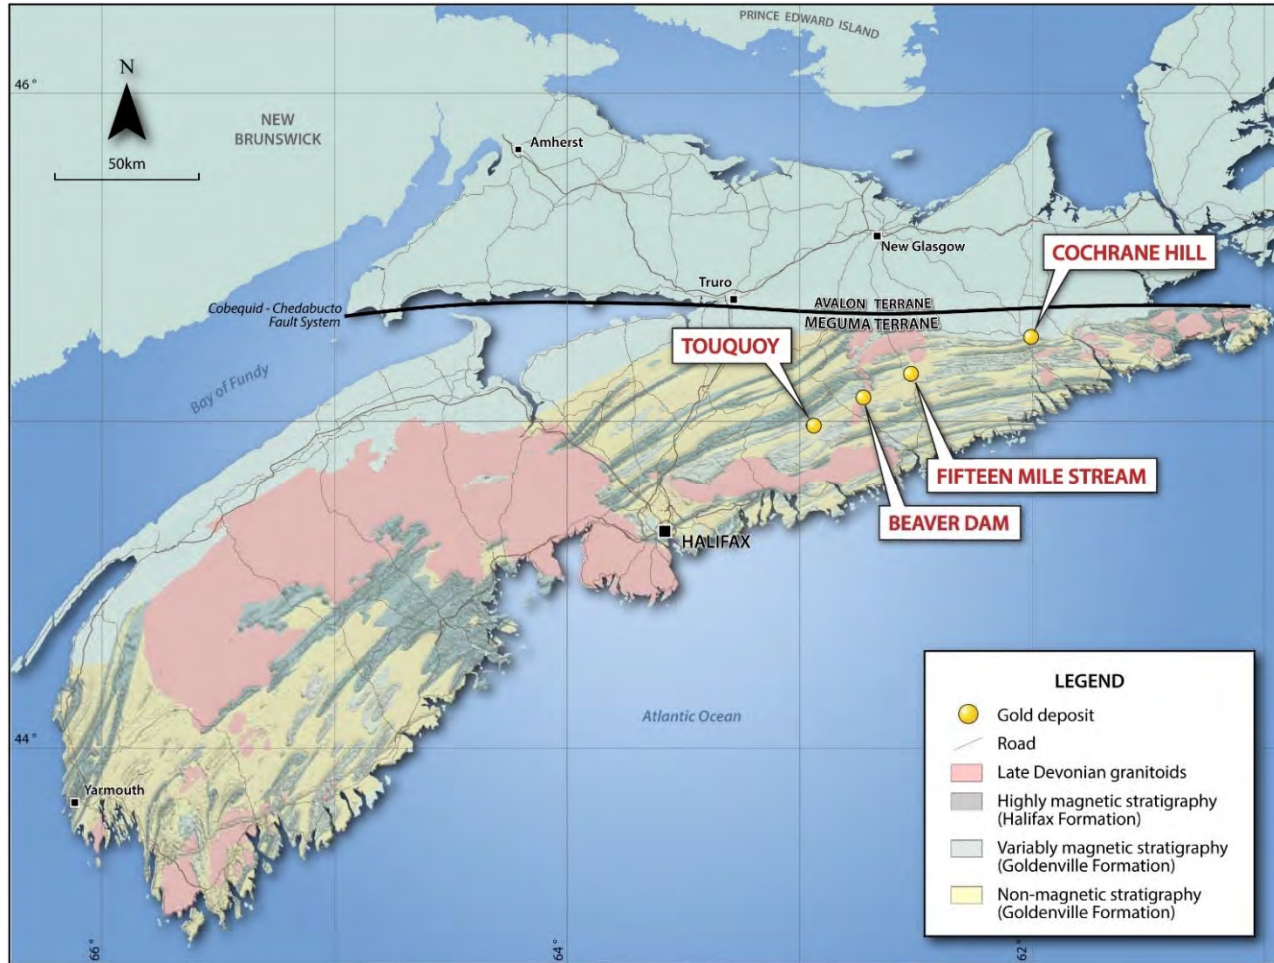 PRINCE EDWARD ISLAND
46°
N
50km
NEW
BRUNSWICK
Amherst
New Glasgow
COCHRANE HILL
Truro
Cobequid - Chedabucto
Fault System
AVALON TERRANE
MEGUMA TERRANE
TOUQUOY
Bay of Fundy
FIFTEEN MILE STREAM
BEAVER DAM
HALIFAX
Atlantic Ocean
44°
Yarmouth
66°
64°
62°
LEGEND
Gold deposit
Road
Late Devonian granitoids
Highly magnetic stratigraphy
(Halifax Formation)
Variably magnetic stratigraphy
(Goldenville Formation)
Non-magnetic stratigraphy
(Goldenville Formation)